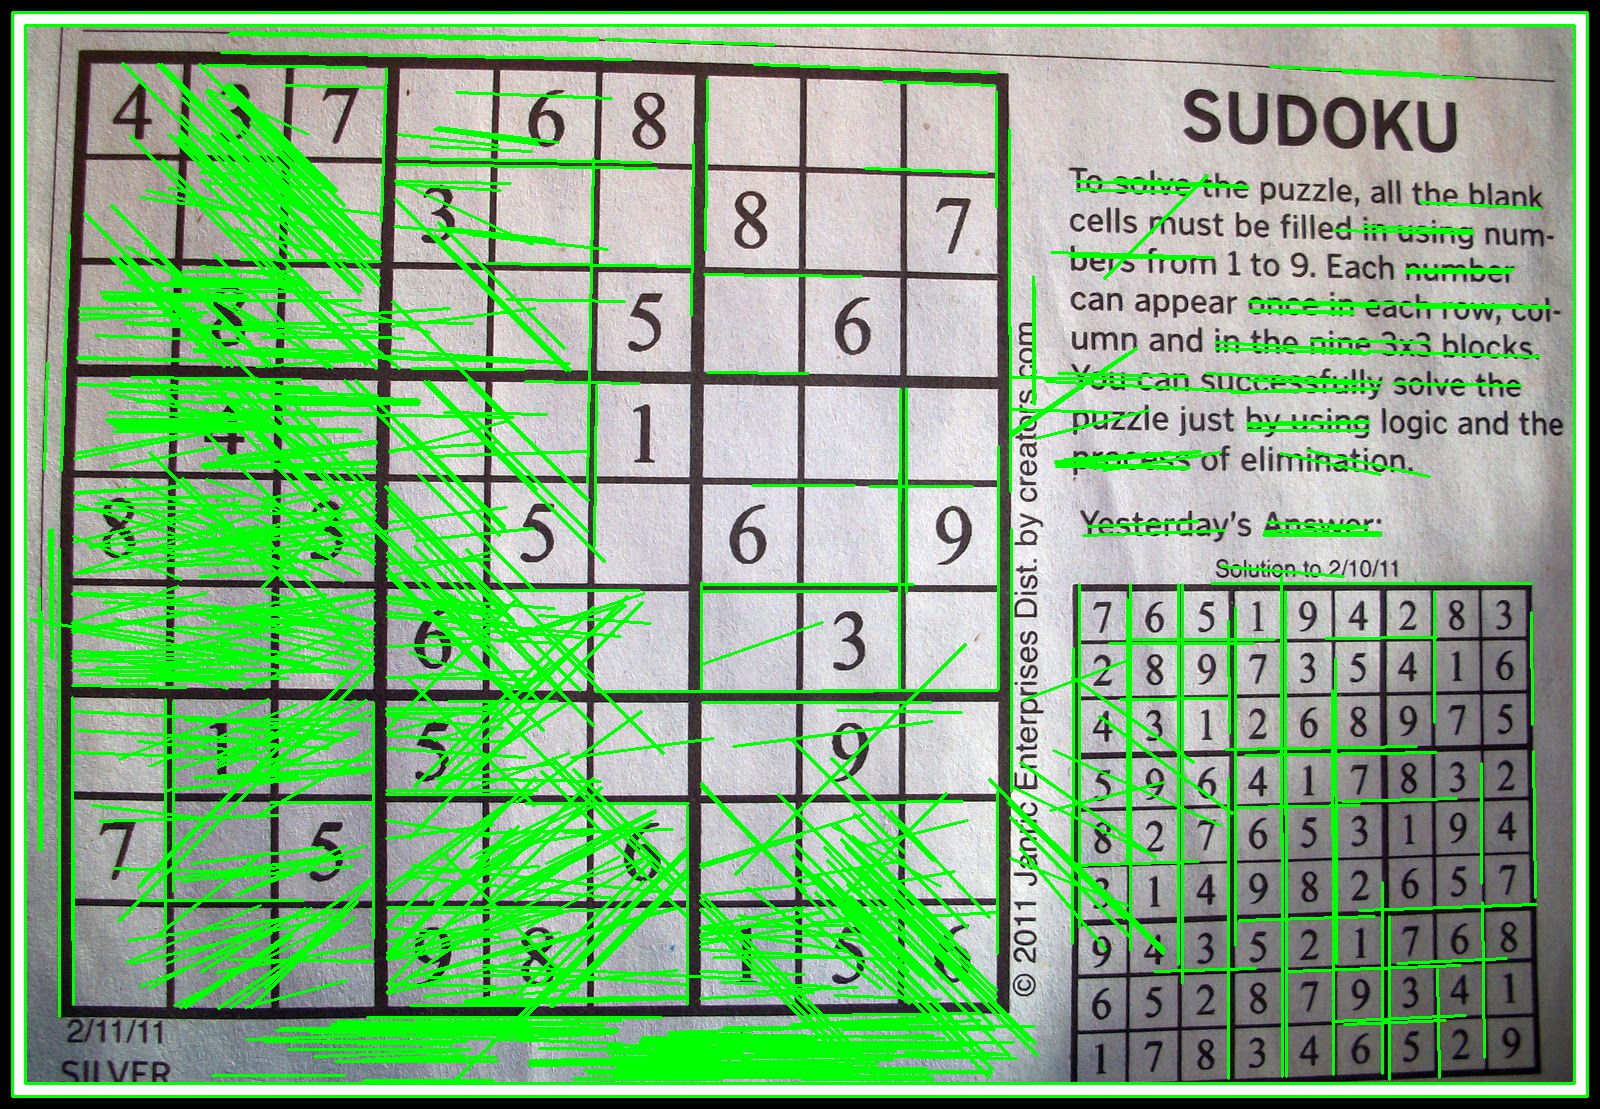 4 3 7 6 8
3 8 7
8 5 6
4 1
8 3 5 6 9
6 3
1 5 9
7 5 6
9 8 1 5 6
2/11/11
SILVER
© 2011 Janric Enterprises Dist. by creators.com
SUDOKU
To solve the puzzle, all the blank
cells must be filled in using num-
bers from 1 to 9. Each number
can appear once in each row, col-
umn and in the nine 3x3 blocks.
You can successfully solve the
puzzle just by using logic and the
process of elimination.
Yesterday's Answer:
Solution to 2/10/11
7 6 5 1 9 4 2 8 3
2 8 9 7 3 5 4 1 6
4 3 1 2 6 8 9 7 5
5 9 6 4 1 7 8 3 2
8 2 7 6 5 3 1 9 4
3 1 4 9 8 2 6 5 7
9 4 3 5 2 1 7 6 8
6 5 2 8 7 9 3 4 1
1 7 8 3 4 6 5 2 9